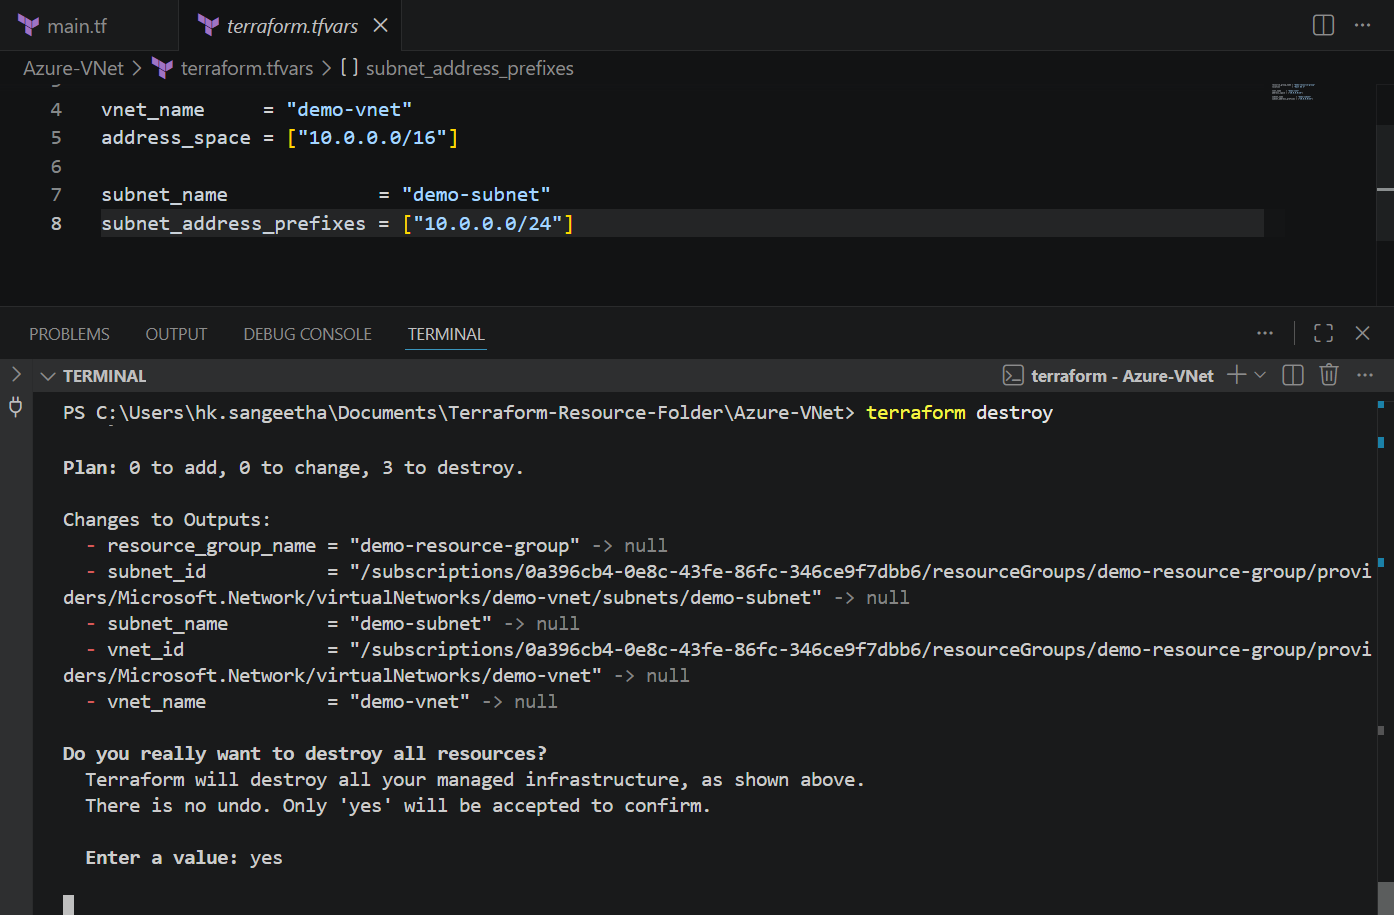 main.tf
terraform.tfvars
Azure-VNet > terraform.tfvars > [ ] subnet_address_prefixes
4 vnet_name     = "demo-vnet"
5 address_space = ["10.0.0.0/16"]
6
7 subnet_name             = "demo-subnet"
8 subnet_address_prefixes = ["10.0.0.0/24"]
PROBLEMS OUTPUT DEBUG CONSOLE TERMINAL
TERMINAL
terraform - Azure-VNet
PS C:\Users\hk.sangeetha\Documents\Terraform-Resource-Folder\Azure-VNet> terraform destroy
Plan: 0 to add, 0 to change, 3 to destroy.
Changes to Outputs:
- resource_group_name = "demo-resource-group" -> null
- subnet_id           = "/subscriptions/0a396cb4-0e8c-43fe-86fc-346ce9f7dbb6/resourceGroups/demo-resource-group/provi
ders/Microsoft.Network/virtualNetworks/demo-vnet/subnets/demo-subnet" -> null
- subnet_name         = "demo-subnet" -> null
- vnet_id             = "/subscriptions/0a396cb4-0e8c-43fe-86fc-346ce9f7dbb6/resourceGroups/demo-resource-group/provi
ders/Microsoft.Network/virtualNetworks/demo-vnet" -> null
- vnet_name           = "demo-vnet" -> null
Do you really want to destroy all resources?
Terraform will destroy all your managed infrastructure, as shown above.
There is no undo. Only 'yes' will be accepted to confirm.
Enter a value: yes